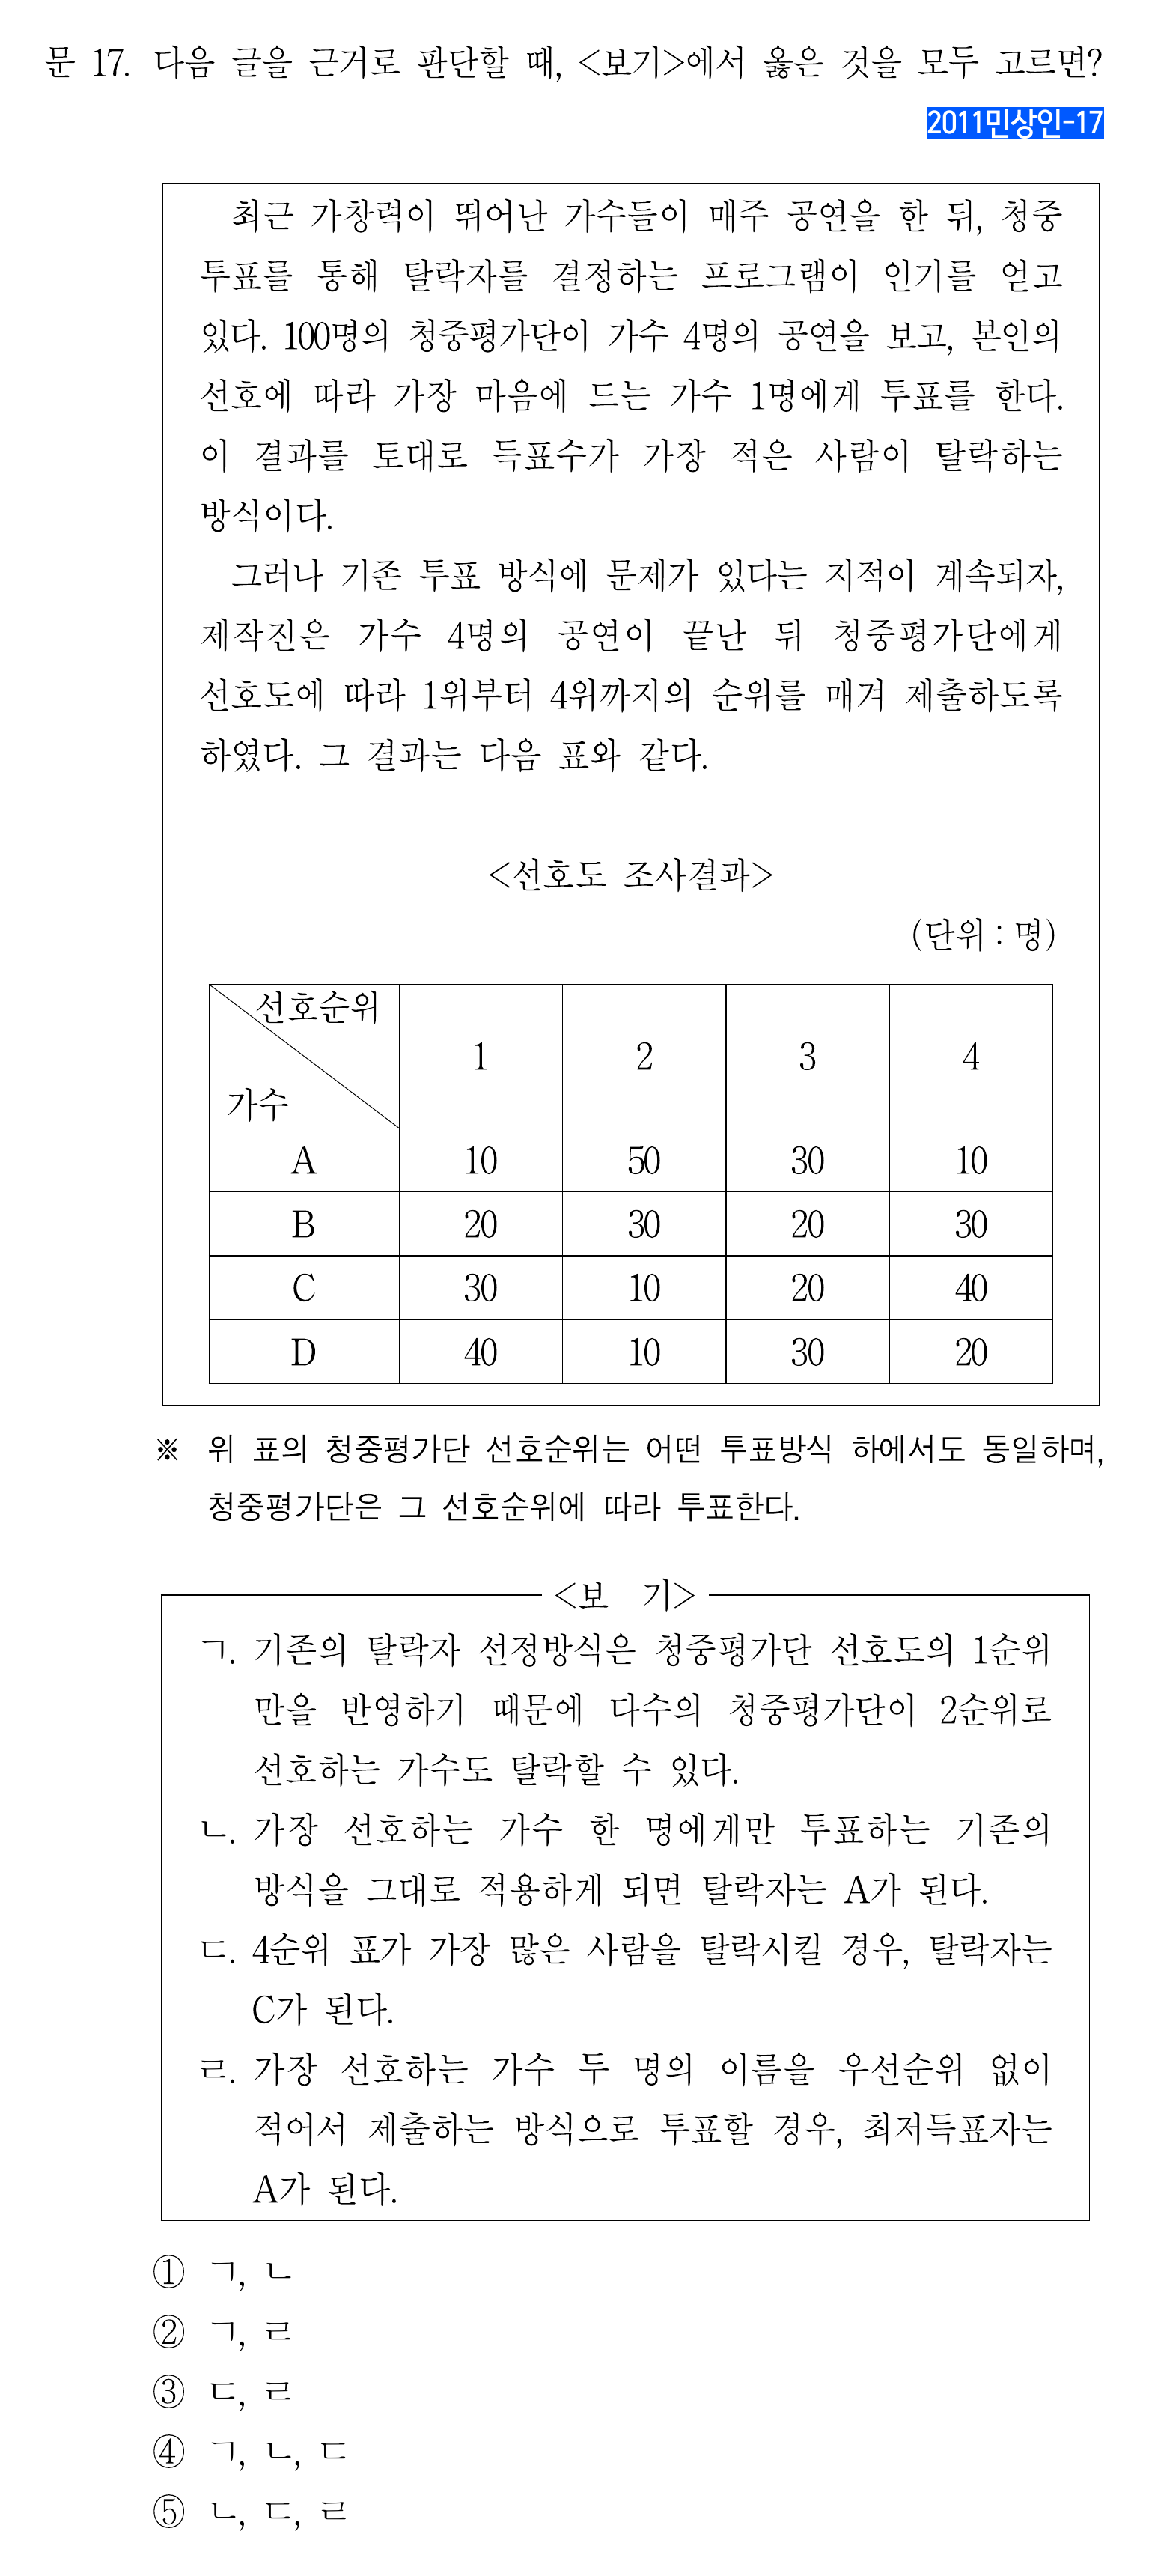 문 17. 다음 글을 근거로 판단할 때, <보기>에서 옳은 것을 모두 고르면?
2011민상인-17
최근 가창력이 뛰어난 가수들이 매주 공연을 한 뒤, 청중
투표를 통해 탈락자를 결정하는 프로그램이 인기를 얻고
있다. 100명의 청중평가단이 가수 4명의 공연을 보고, 본인의
선호에 따라 가장 마음에 드는 가수 1명에게 투표를 한다.
이 결과를 토대로 득표수가 가장 적은 사람이 탈락하는
방식이다.
그러나 기존 투표 방식에 문제가 있다는 지적이 계속되자,
제작진은 가수 4명의 공연이 끝난 뒤 청중평가단에게
선호도에 따라 1위부터 4위까지의 순위를 매겨 제출하도록
하였다. 그 결과는 다음 표와 같다.
<선호도 조사결과>
(단위 : 명)
선호순위
가수
1 2 3 4
A 10 50 30 10
B 20 30 20 30
C 30 10 20 40
D 40 10 30 20
※ 위 표의 청중평가단 선호순위는 어떤 투표방식 하에서도 동일하며,
청중평가단은 그 선호순위에 따라 투표한다.
<보 기>
ㄱ. 기존의 탈락자 선정방식은 청중평가단 선호도의 1순위
만을 반영하기 때문에 다수의 청중평가단이 2순위로
선호하는 가수도 탈락할 수 있다.
ㄴ. 가장 선호하는 가수 한 명에게만 투표하는 기존의
방식을 그대로 적용하게 되면 탈락자는 A가 된다.
ㄷ. 4순위 표가 가장 많은 사람을 탈락시킬 경우, 탈락자는
C가 된다.
ㄹ. 가장 선호하는 가수 두 명의 이름을 우선순위 없이
적어서 제출하는 방식으로 투표할 경우, 최저득표자는
A가 된다.
① ㄱ, ㄴ
② ㄱ, ㄹ
③ ㄷ, ㄹ
④ ㄱ, ㄴ, ㄷ
⑤ ㄴ, ㄷ, ㄹ